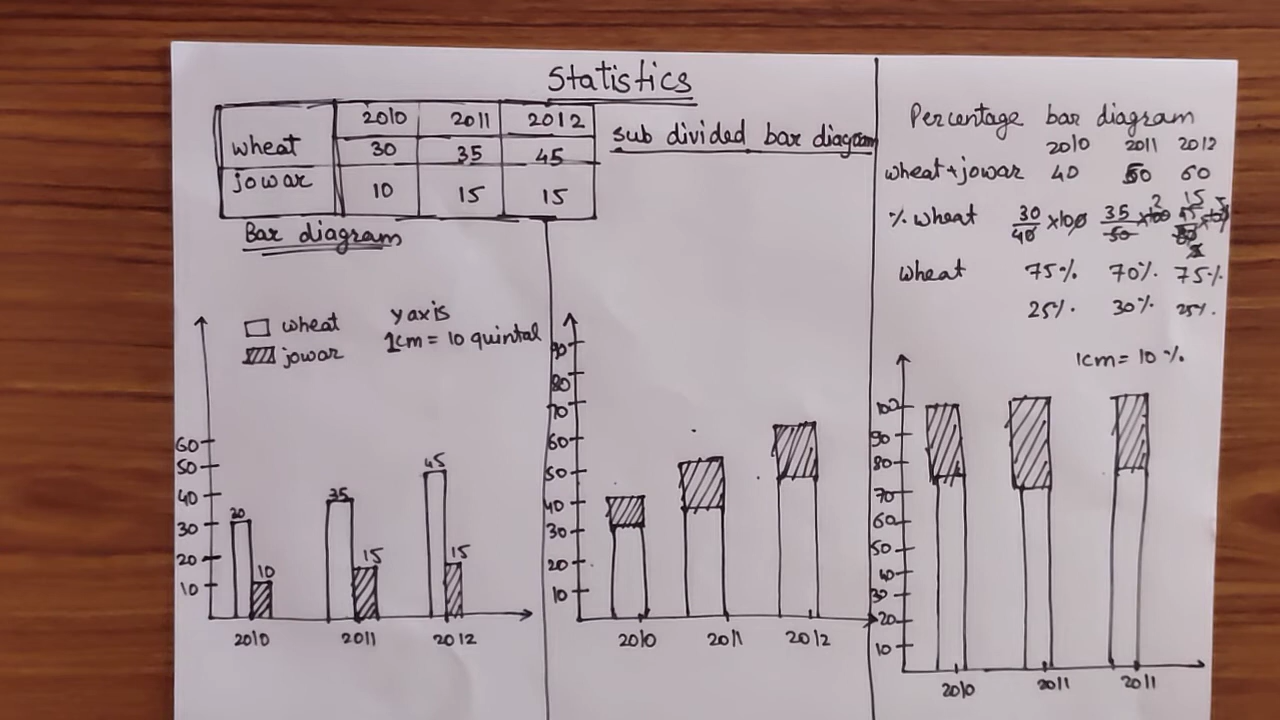 Statistics
2010 2011 2012
wheat 30 35 45
jowar 10 15 15
Bar diagram
wheat
jowar
y axis
1cm = 10 quintal
60
50
40
30
20
10
35
45
10
15
15
2010 2011 2012
sub divided bar diagram
90
80
70
60
50
40
30
20
10
2010 2011 2012
Percentage bar diagram
2010 2011 2012
wheat+jowar 40 50 60
% wheat 30/40 ×100 35/50 ×100
wheat 75% 70% 75%
25% 30% 25%
1cm = 10 %
100
90
80
70
60
50
40
30
20
10
2010 2011 2011